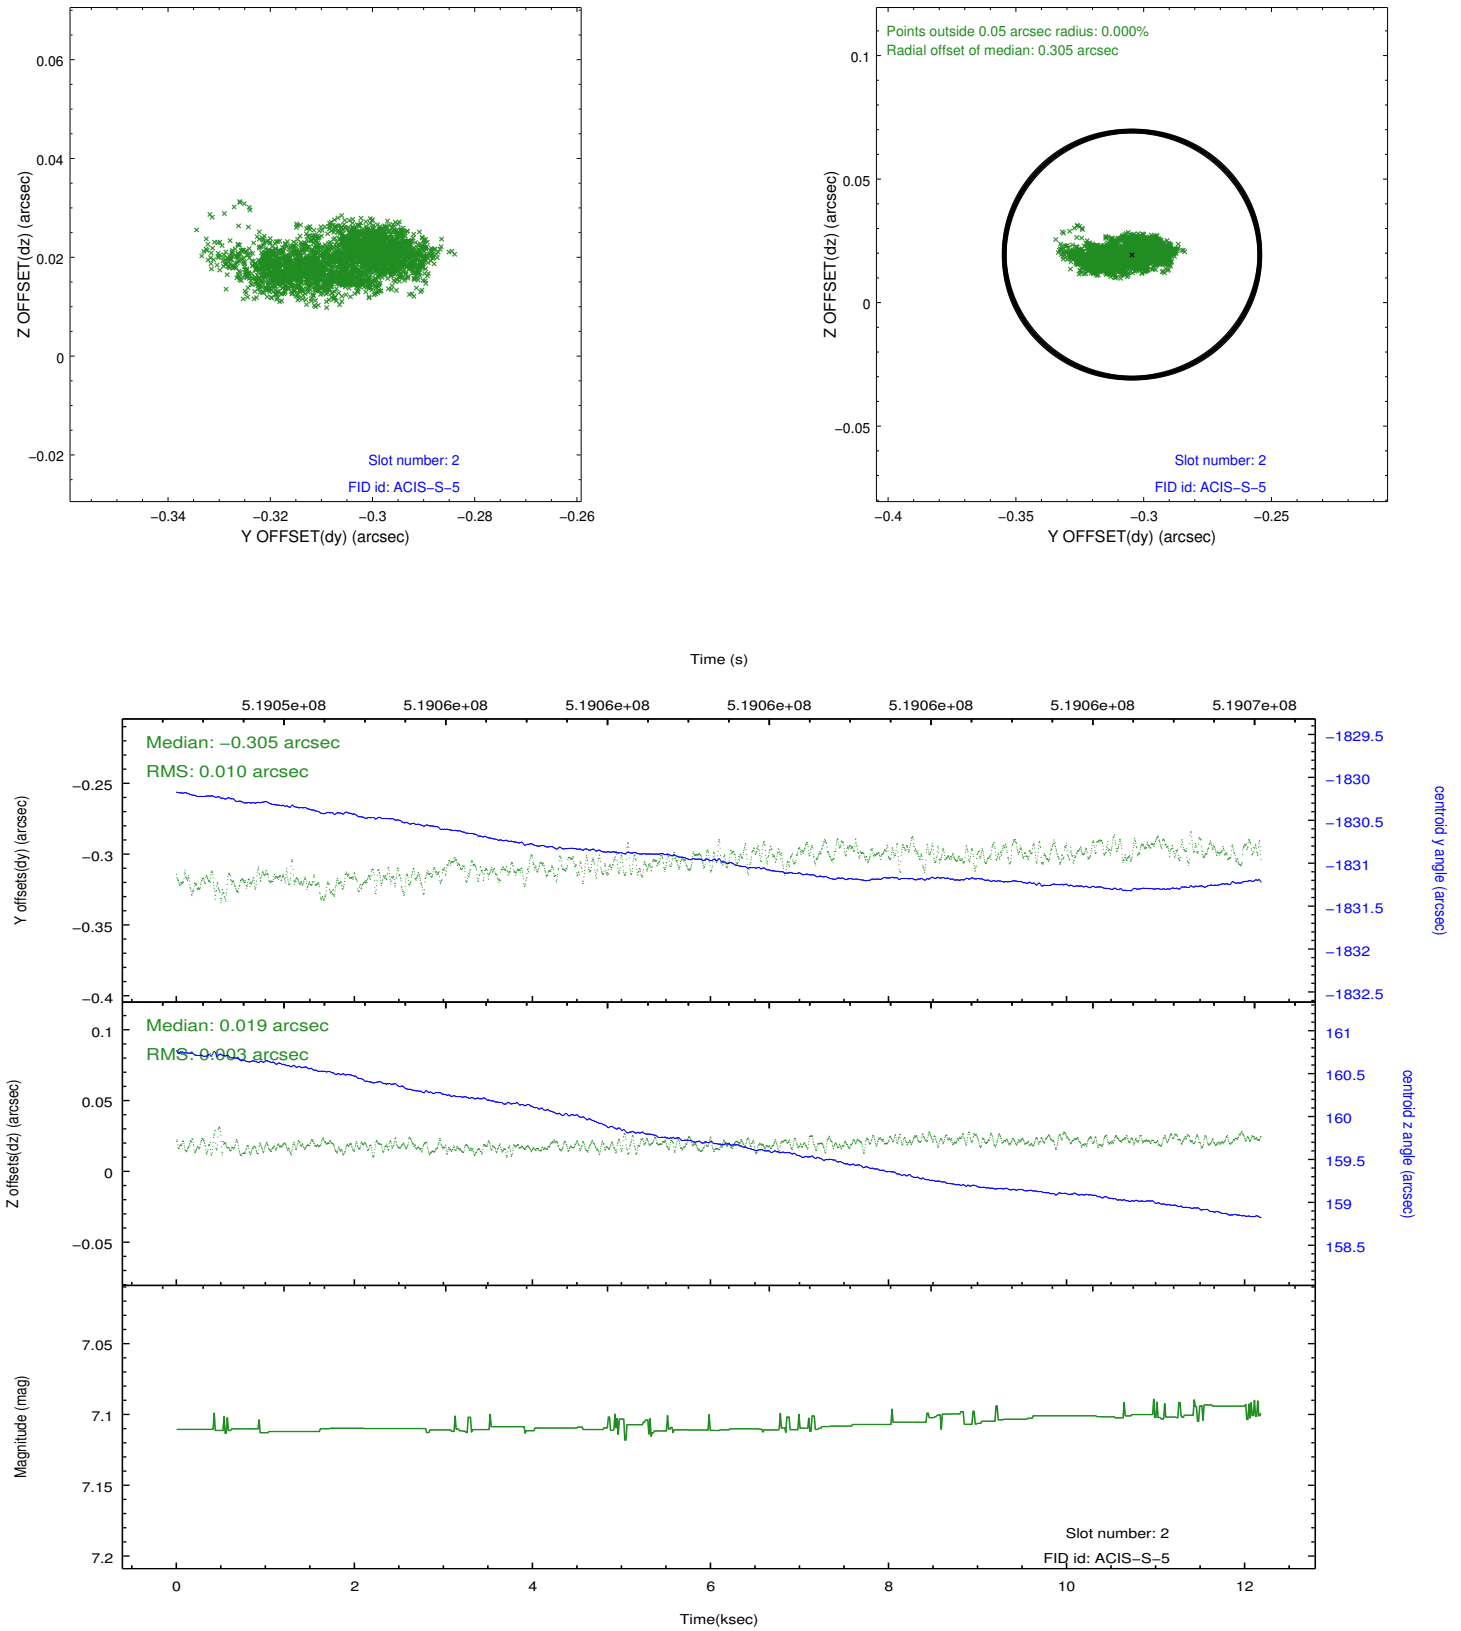 0.06
0.04
0.02
0
−0.02
Z OFFSET(dz) (arcsec)
Slot number: 2
FID id: ACIS−S−5
−0.34
−0.32
−0.3
−0.28
−0.26
Y OFFSET(dy) (arcsec)
Points outside 0.05 arcsec radius: 0.000%
Radial offset of median: 0.305 arcsec
0.1
0.05
0
−0.05
Z OFFSET(dz) (arcsec)
Slot number: 2
FID id: ACIS−S−5
−0.4
−0.35
−0.3
−0.25
Y OFFSET(dy) (arcsec)
Time (s)
5.1905e+08
5.1906e+08
5.1906e+08
5.1906e+08
5.1906e+08
5.1906e+08
5.1907e+08
Median: −0.305 arcsec
RMS: 0.010 arcsec
−0.25
−0.3
−0.35
−0.4
Y offsets(dy) (arcsec)
−1829.5
−1830
−1830.5
−1831
−1831.5
−1832
−1832.5
centroid y angle (arcsec)
Median: 0.019 arcsec
RMS: 0.003 arcsec
0.1
0.05
0
−0.05
Z offsets(dz) (arcsec)
161
160.5
160
159.5
159
158.5
centroid z angle (arcsec)
7.05
7.1
7.15
7.2
Magnitude (mag)
Slot number: 2
FID id: ACIS−S−5
0
2
4
6
8
10
12
Time(ksec)